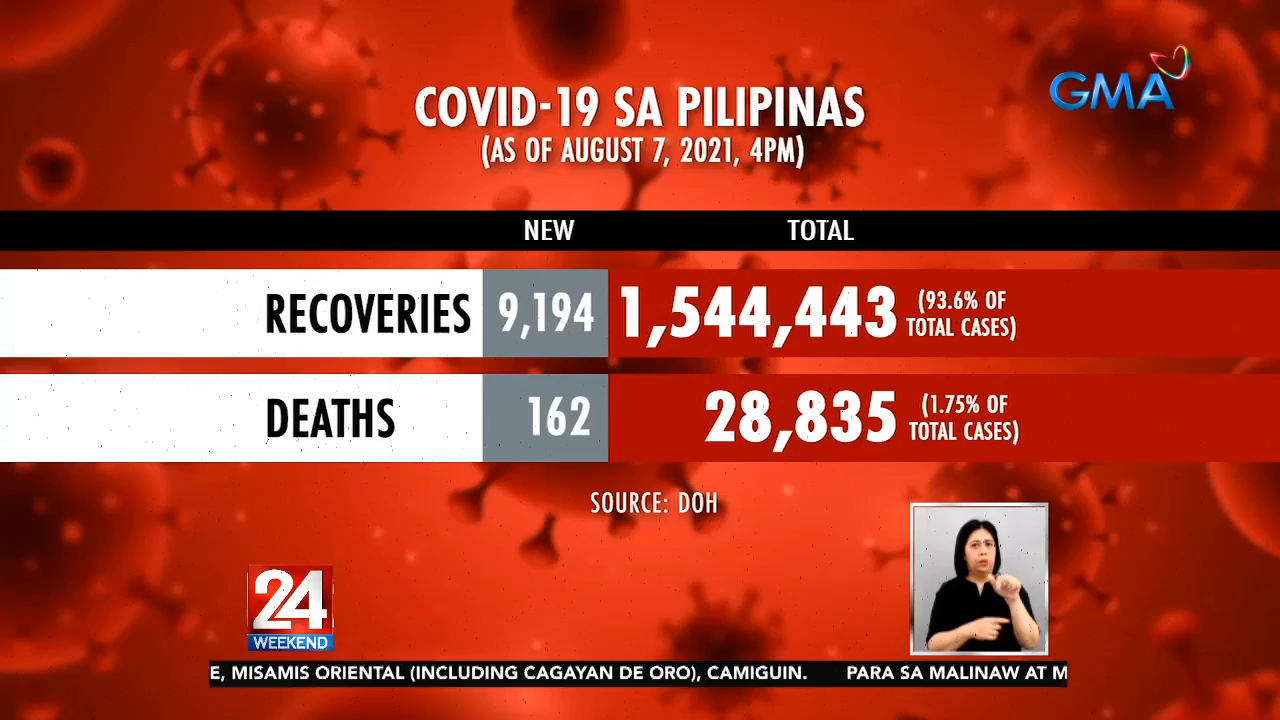 COVID-19 SA PILIPINAS
(AS OF AUGUST 7, 2021, 4PM)
GMA
NEW TOTAL
RECOVERIES 9,194 1,544,443 (93.6% OF
TOTAL CASES)
DEATHS 162 28,835 (1.75% OF
TOTAL CASES)
SOURCE: DOH
24
WEEKEND
E, MISAMIS ORIENTAL (INCLUDING CAGAYAN DE ORO), CAMIGUIN. PARA SA MALINAW AT M